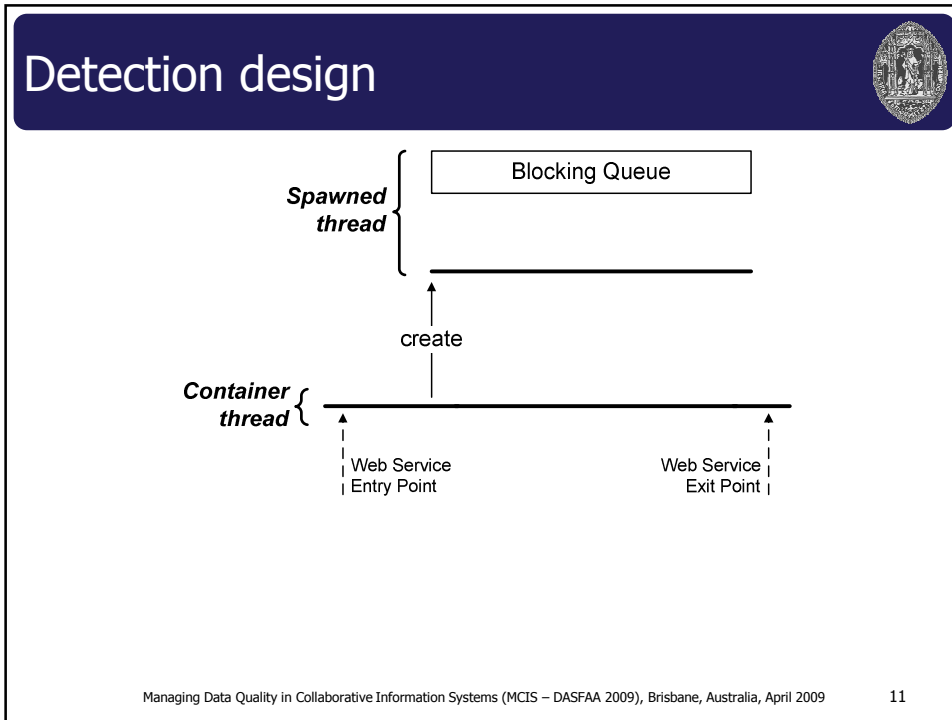 Detection design
Blocking Queue
Spawned
thread
create
Container
thread
Web Service
Entry Point
Web Service
Exit Point
Managing Data Quality in Collaborative Information Systems (MCIS – DASFAA 2009), Brisbane, Australia, April 2009
11